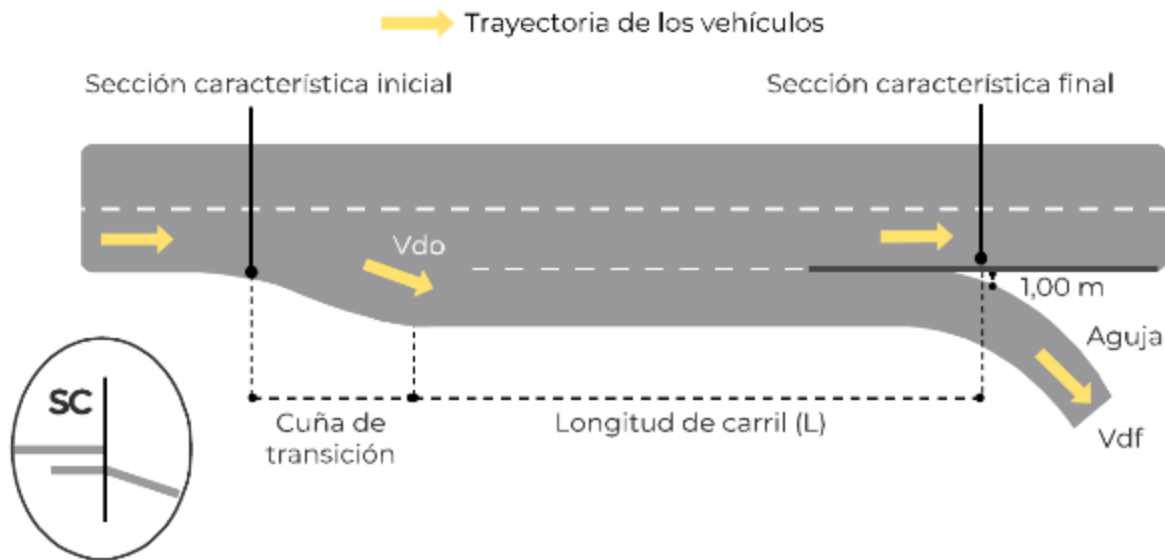 Trayectoria de los vehículos
Sección característica inicial
Sección característica final
Vdo
1,00 m
Aguja
SC
Cuña de
transición
Longitud de carril (L)
Vdf